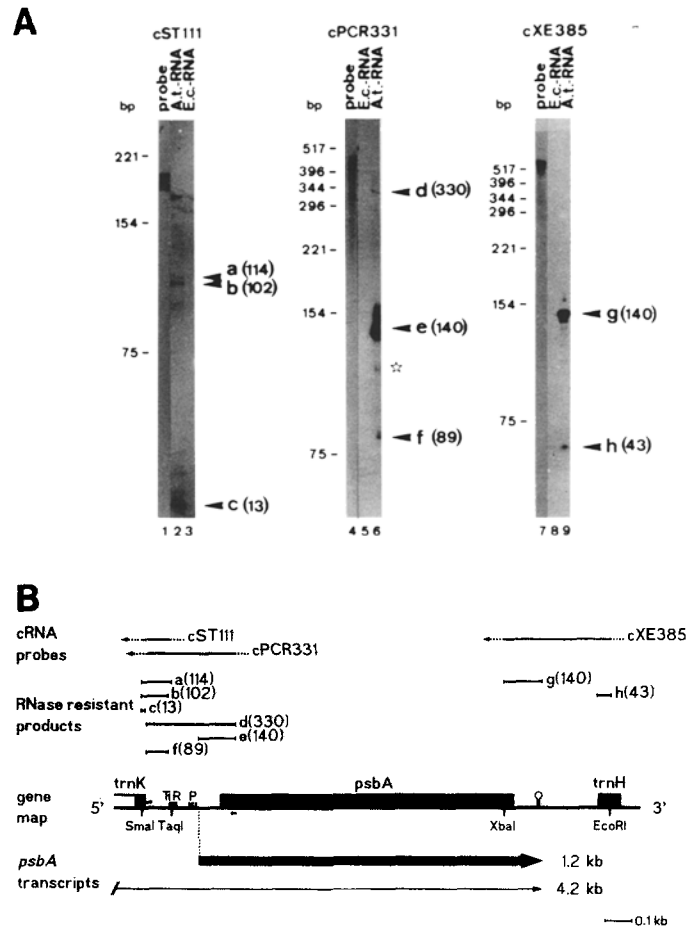 A
cST111
cPCR331
cXE385
probe
A.t.-RNA
E.c.-RNA
probe
E.c.-RNA
A.t.-RNA
probe
E.c.-RNA
A.t.-RNA
bp
221
154
75
a (114)
b (102)
c (13)
1 2 3
bp
517
396
344
296
221
154
75
d (330)
e (140)
☆
f (89)
4 5 6
bp
517
396
344
296
221
154
75
g (140)
h (43)
7 8 9
B
cRNA probes
cST111
cPCR331
cXE385
RNase resistant products
a (114)
b (102)
c (13)
d (330)
e (140)
f (89)
g (140)
h (43)
gene map
5'
trnK
P
psbA
trnH
3'
SmaI TaqI
XbaI
EcoRI
psbA transcripts
1.2 kb
4.2 kb
0.1 kb